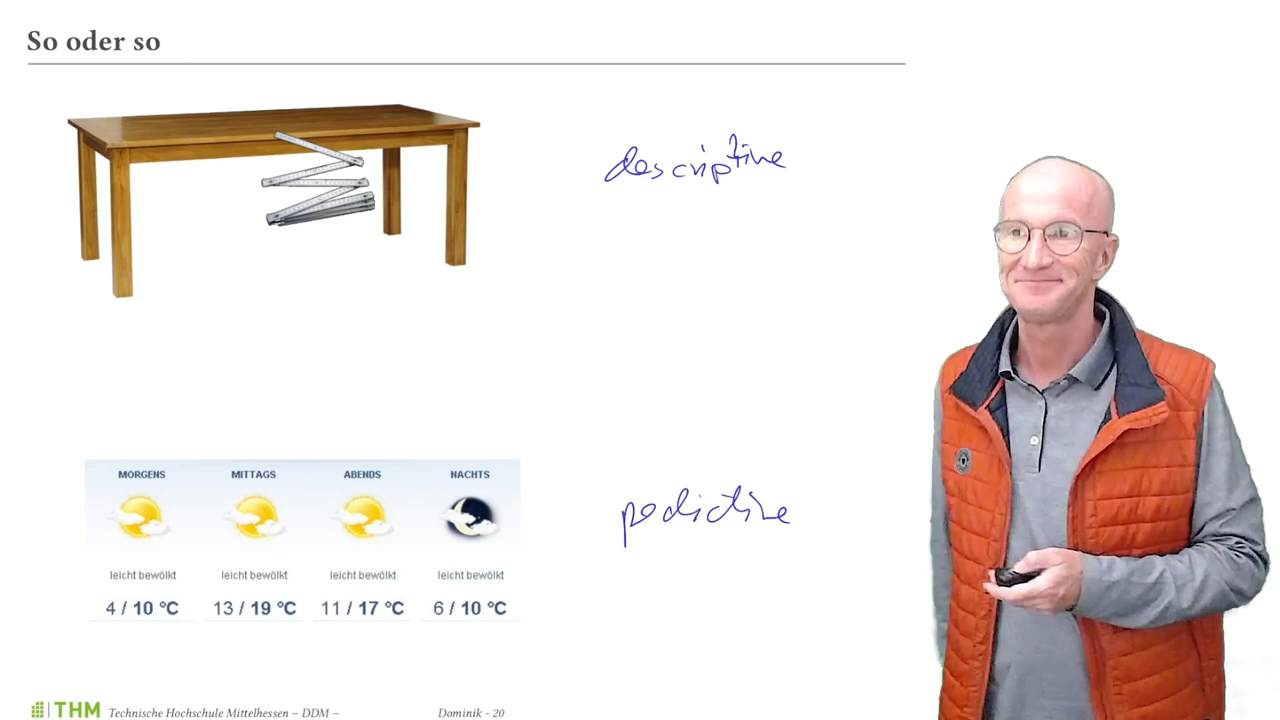 So oder so
descriptive
predictive
MORGENS MITTAGS ABENDS NACHTS
leicht bewölkt leicht bewölkt leicht bewölkt leicht bewölkt
4 / 10 °C 13 / 19 °C 11 / 17 °C 6 / 10 °C
THM Technische Hochschule Mittelhessen – DDM – Dominik - 20